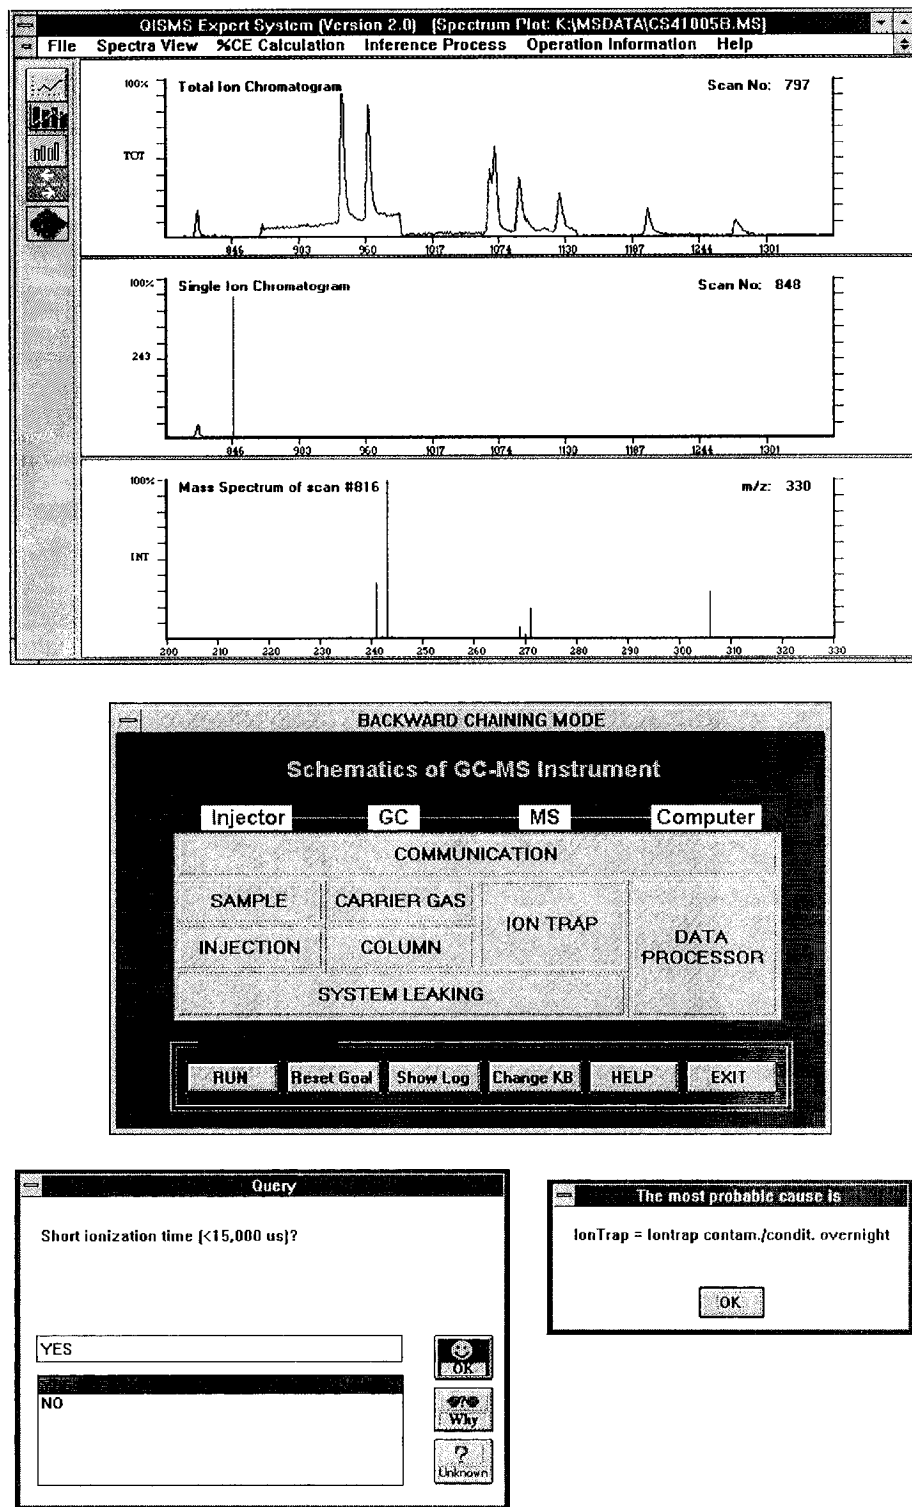 QISMS Expert System (Version 2.0) [Spectrum Plot: K:\MSDATA\CS41005B.MS]
File Spectra View %CE Calculation Inference Process Operation Information Help
100% Total Ion Chromatogram Scan No: 797
TOT
846 903 960 1017 1074 1130 1187 1244 1301
100% Single Ion Chromatogram Scan No: 848
243
846 903 960 1017 1074 1130 1187 1244 1301
100% Mass Spectrum of scan #816 m/z: 330
INT
200 210 220 230 240 250 260 270 280 290 300 310 320 330
BACKWARD CHAINING MODE
Schematics of GC-MS Instrument
Injector GC MS Computer
COMMUNICATION
SAMPLE CARRIER GAS
ION TRAP
INJECTION COLUMN
DATA
PROCESSOR
SYSTEM LEAKING
RUN Reset Goal Show Log Change KB HELP EXIT
Query
Short ionization time (<15,000 us)?
YES
NO
OK
Why
?
Unknown
The most probable cause is
IonTrap = Iontrap contam./condit. overnight
OK